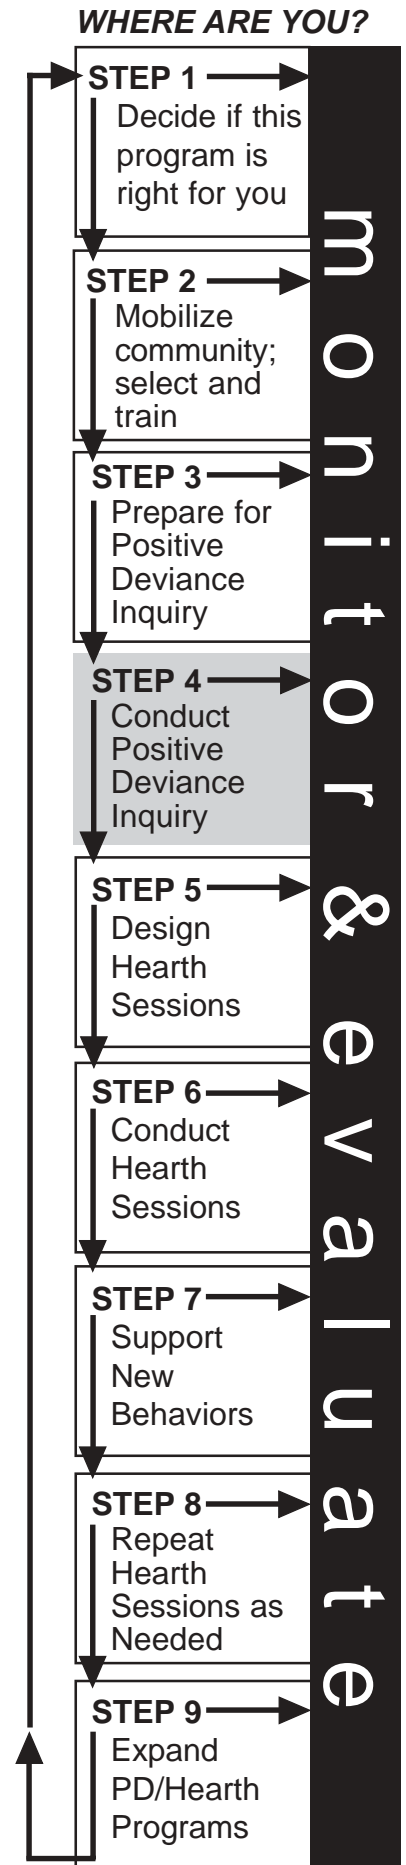 WHERE ARE YOU?
STEP 1
Decide if this
program is
right for you
STEP 2
Mobilize
community;
select and
train
STEP 3
Prepare for
Positive
Deviance
Inquiry
STEP 4
Conduct
Positive
Deviance
Inquiry
STEP 5
Design
Hearth
Sessions
STEP 6
Conduct
Hearth
Sessions
STEP 7
Support
New
Behaviors
STEP 8
Repeat
Hearth
Sessions as
Needed
STEP 9
Expand
PD/Hearth
Programs
monitor & evaluate